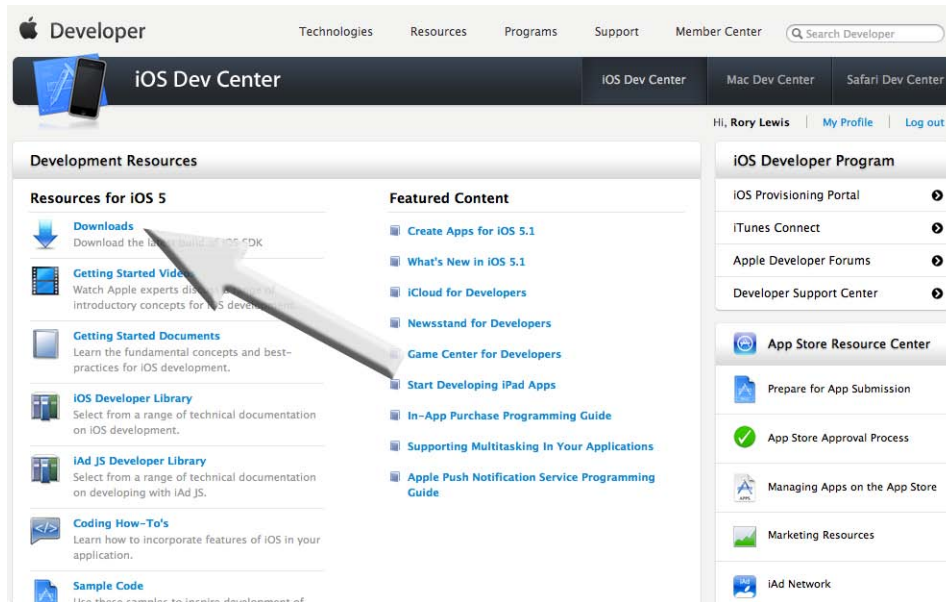 Developer
Technologies Resources Programs Support Member Center Search Developer
iOS Dev Center
iOS Dev Center Mac Dev Center Safari Dev Center
Hi, Rory Lewis My Profile Log out
Development Resources
Resources for iOS 5
Downloads
Download the
SDK
Getting Started
Watch Apple experts
introductory concepts for
Getting Started Documents
Learn the fundamental concepts and best-
practices for iOS development.
iOS Developer Library
Select from a range of technical documentation
on iOS development.
iAd JS Developer Library
Select from a range of technical documentation
on developing with iAd JS.
Coding How-To's
Learn how to incorporate features of iOS in your
application.
Sample Code
Use these samples to inspire development of
Featured Content
Create Apps for iOS 5.1
What's New in iOS 5.1
iCloud for Developers
Newsstand for Developers
Game Center for Developers
Start Developing iPad Apps
In-App Purchase Programming Guide
Supporting Multitasking In Your Applications
Apple Push Notification Service Programming
Guide
iOS Developer Program
iOS Provisioning Portal
iTunes Connect
Apple Developer Forums
Developer Support Center
App Store Resource Center
Prepare for App Submission
App Store Approval Process
Managing Apps on the App Store
Marketing Resources
iAd Network